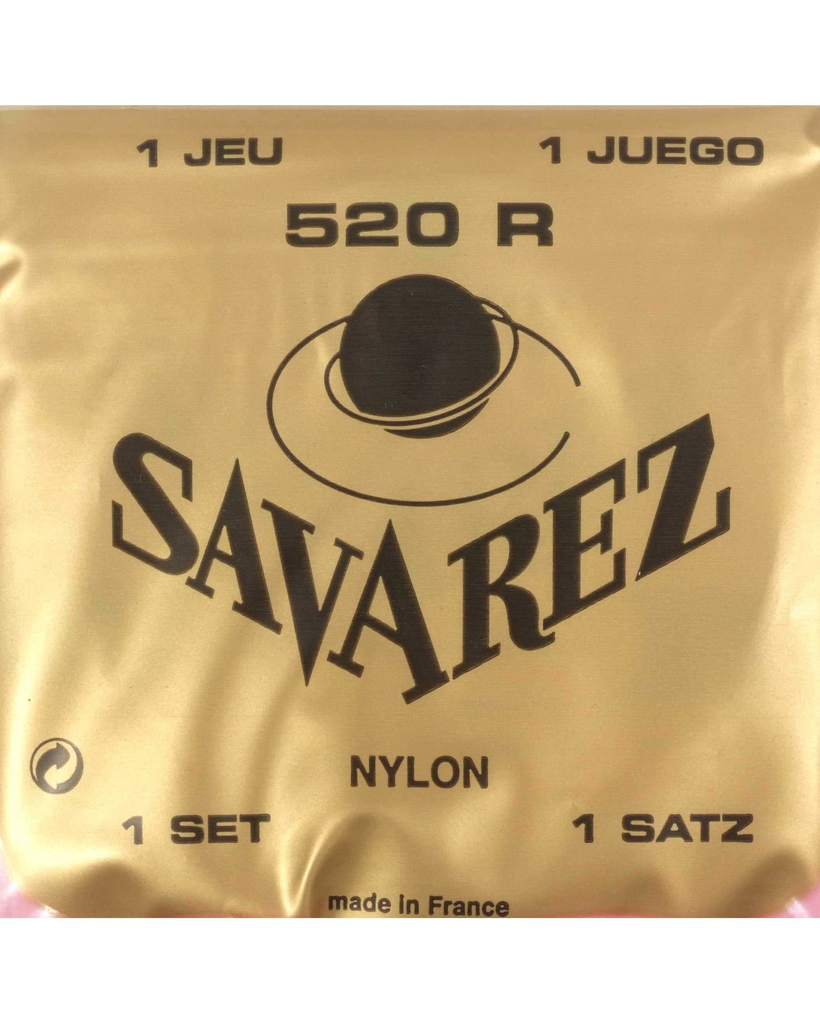 1 JEU 1 JUEGO
520 R
SAVAREZ
NYLON
1 SET 1 SATZ
made in France